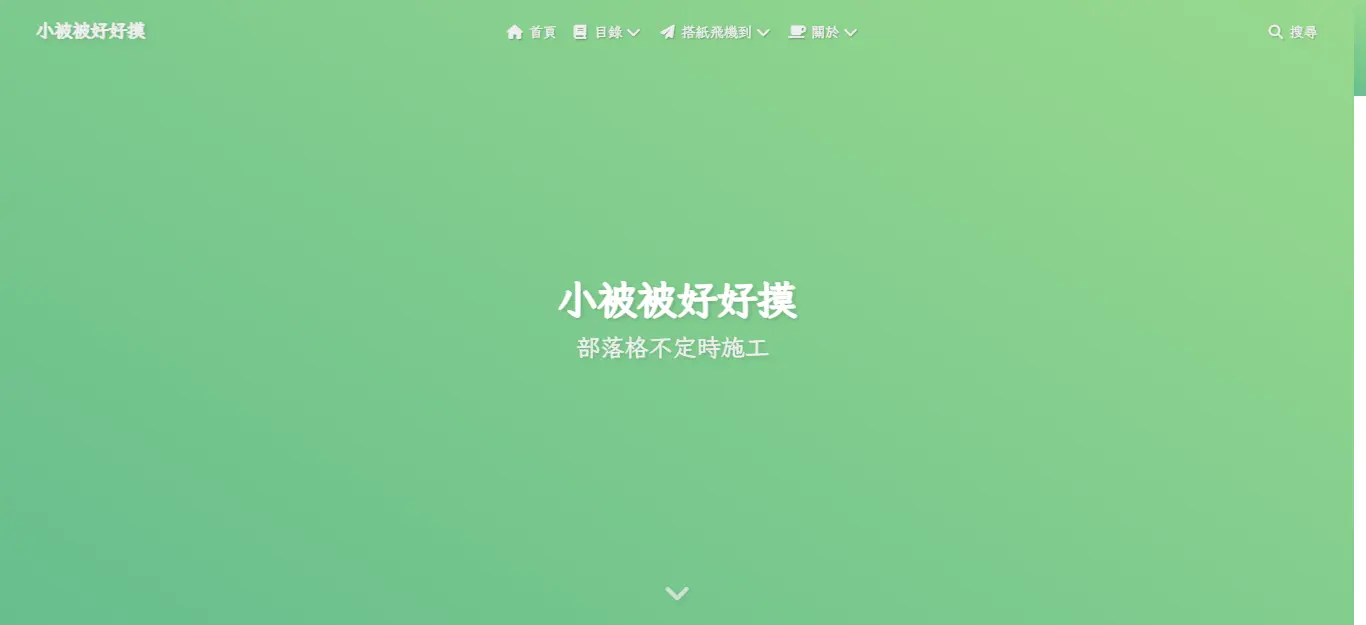 小被被好好摸
首頁 目錄 搭紙飛機到 關於
搜尋
小被被好好摸
部落格不定時施工